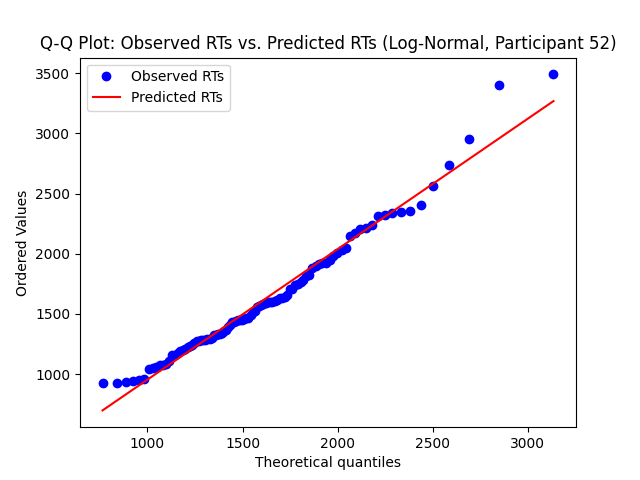 Q-Q Plot: Observed RTs vs. Predicted RTs (Log-Normal, Participant 52)
Observed RTs
Predicted RTs
3500
3000
2500
2000
1500
1000
Ordered Values
1000 1500 2000 2500 3000
Theoretical quantiles